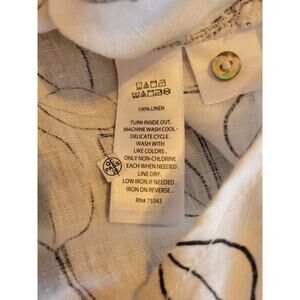 100% LINEN
TURN INSIDE OUT.
MACHINE WASH COOL -
DELICATE CYCLE.
WASH WITH
LIKE COLORS.
ONLY NON-CHLORINE
EACH WHEN NEEDED.
LINE DRY.
LOW IRON IF NEEDED.
IRON ON REVERSE.
RN# 75343